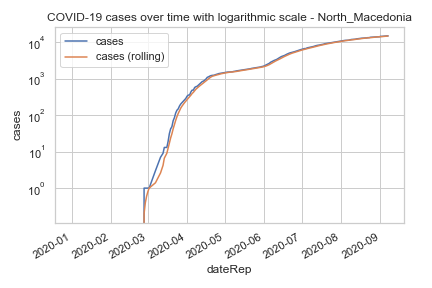 COVID-19 cases over time with logarithmic scale - North_Macedonia
cases
cases (rolling)
10⁴
10³
10²
10¹
10⁰
cases
2020-01
2020-02
2020-03
2020-04
2020-05
2020-06
2020-07
2020-08
2020-09
dateRep